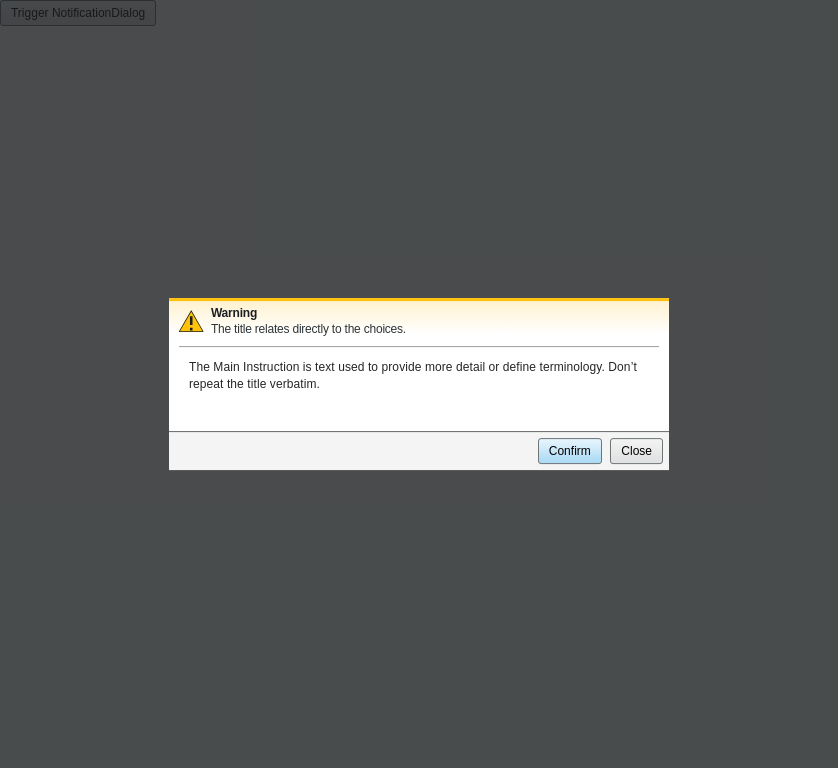 Trigger NotificationDialog
Warning
The title relates directly to the choices.
The Main Instruction is text used to provide more detail or define terminology. Don’t
repeat the title verbatim.
Confirm Close